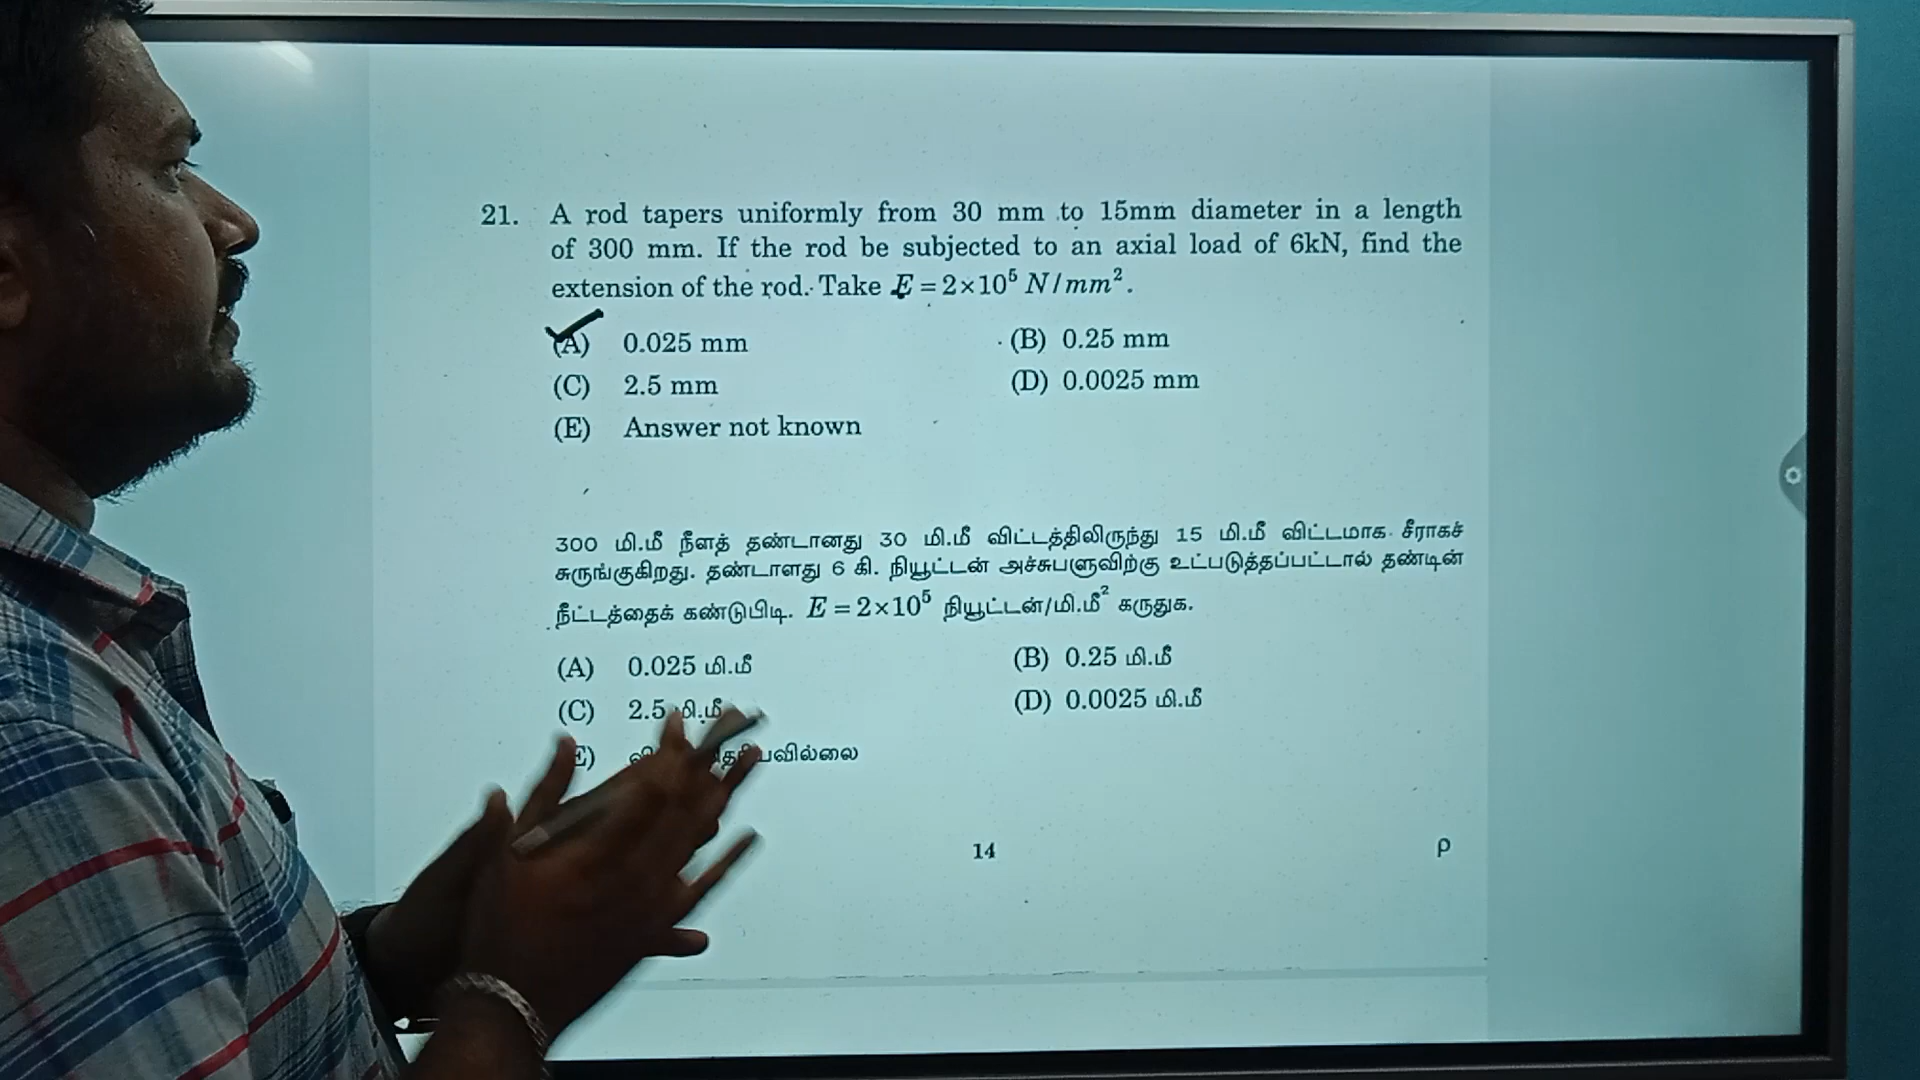 21. A rod tapers uniformly from 30 mm to 15mm diameter in a length
of 300 mm. If the rod be subjected to an axial load of 6kN, find the
extension of the rod. Take E = 2×10⁵ N/mm².
(A) 0.025 mm (B) 0.25 mm
(C) 2.5 mm (D) 0.0025 mm
(E) Answer not known
300 மி.மீ நீளத் தண்டானது 30 மி.மீ விட்டத்திலிருந்து 15 மி.மீ விட்டமாக சீராகச்
சுருங்குகிறது. தண்டாளது 6 கி. நியூட்டன் அச்சுபளுவிற்கு உட்படுத்தப்பட்டால் தண்டின்
நீட்டத்தைக் கண்டுபிடி. E = 2×10⁵ நியூட்டன்/மி.மீ² கருதுக.
(A) 0.025 மி.மீ (B) 0.25 மி.மீ
(C) 2.5 மி.மீ (D) 0.0025 மி.மீ
E)
14 ρ